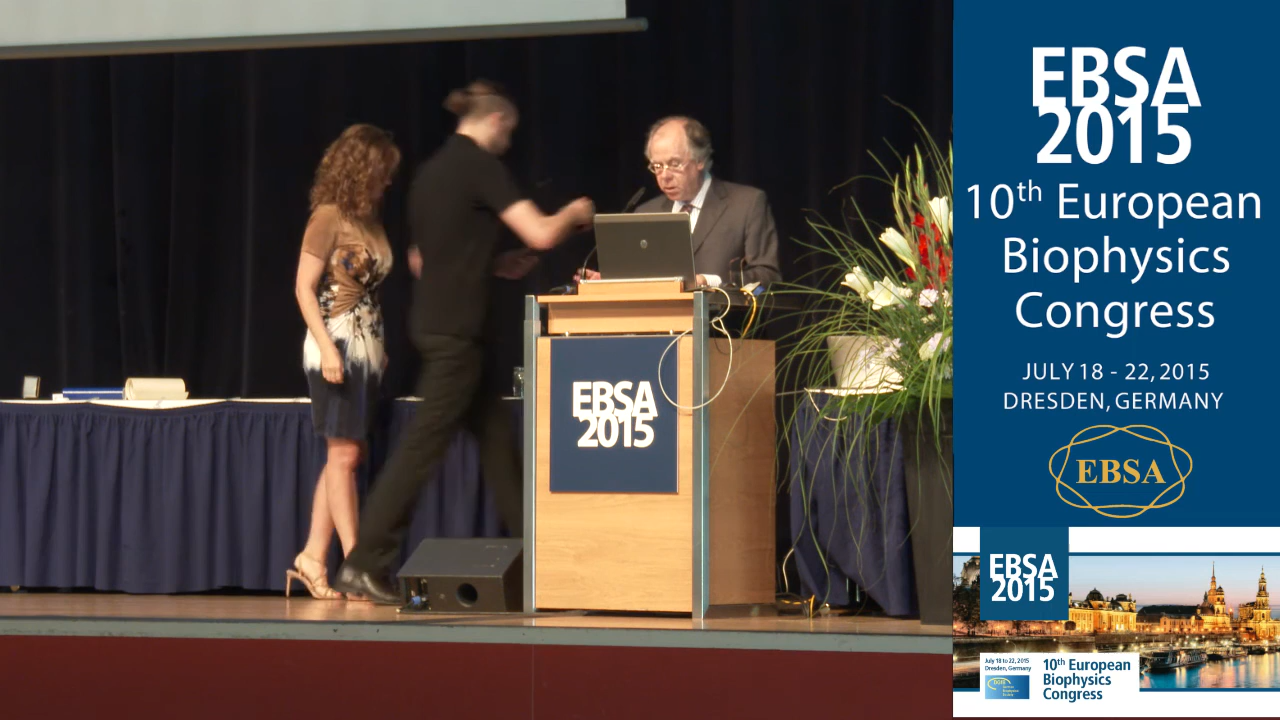 EBSA
2015
10th European
Biophysics
Congress
JULY 18 - 22, 2015
DRESDEN, GERMANY
EBSA
EBSA
2015
EBSA
2015
July 18 to 22, 2015
Dresden, Germany
10th European
Biophysics
Congress